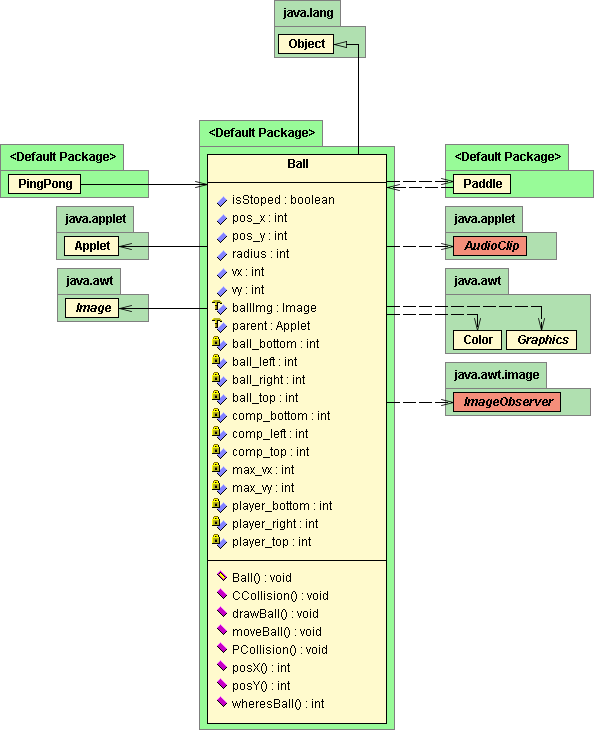 java.lang
Object
<Default Package>
Ball
isStoped : boolean
pos_x : int
pos_y : int
radius : int
vx : int
vy : int
ballImg : Image
parent : Applet
ball_bottom : int
ball_left : int
ball_right : int
ball_top : int
comp_bottom : int
comp_left : int
comp_top : int
max_vx : int
max_vy : int
player_bottom : int
player_right : int
player_top : int
Ball() : void
CCollision() : void
drawBall() : void
moveBall() : void
PCollision() : void
posX() : int
posY() : int
wheresBall() : int
<Default Package>
PingPong
java.applet
Applet
java.awt
Image
<Default Package>
Paddle
java.applet
AudioClip
java.awt
Color
Graphics
java.awt.image
ImageObserver